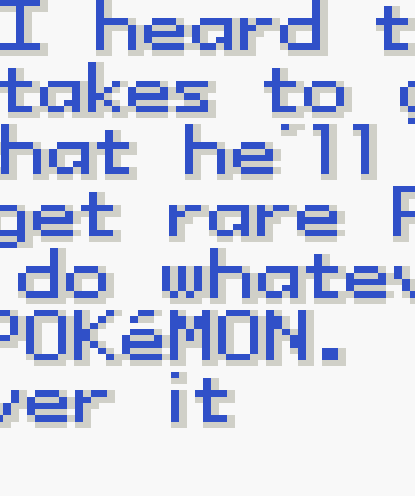 I heard t
takes to g
hat he'll
get rare P
do whatev
POKéMON.
ver it